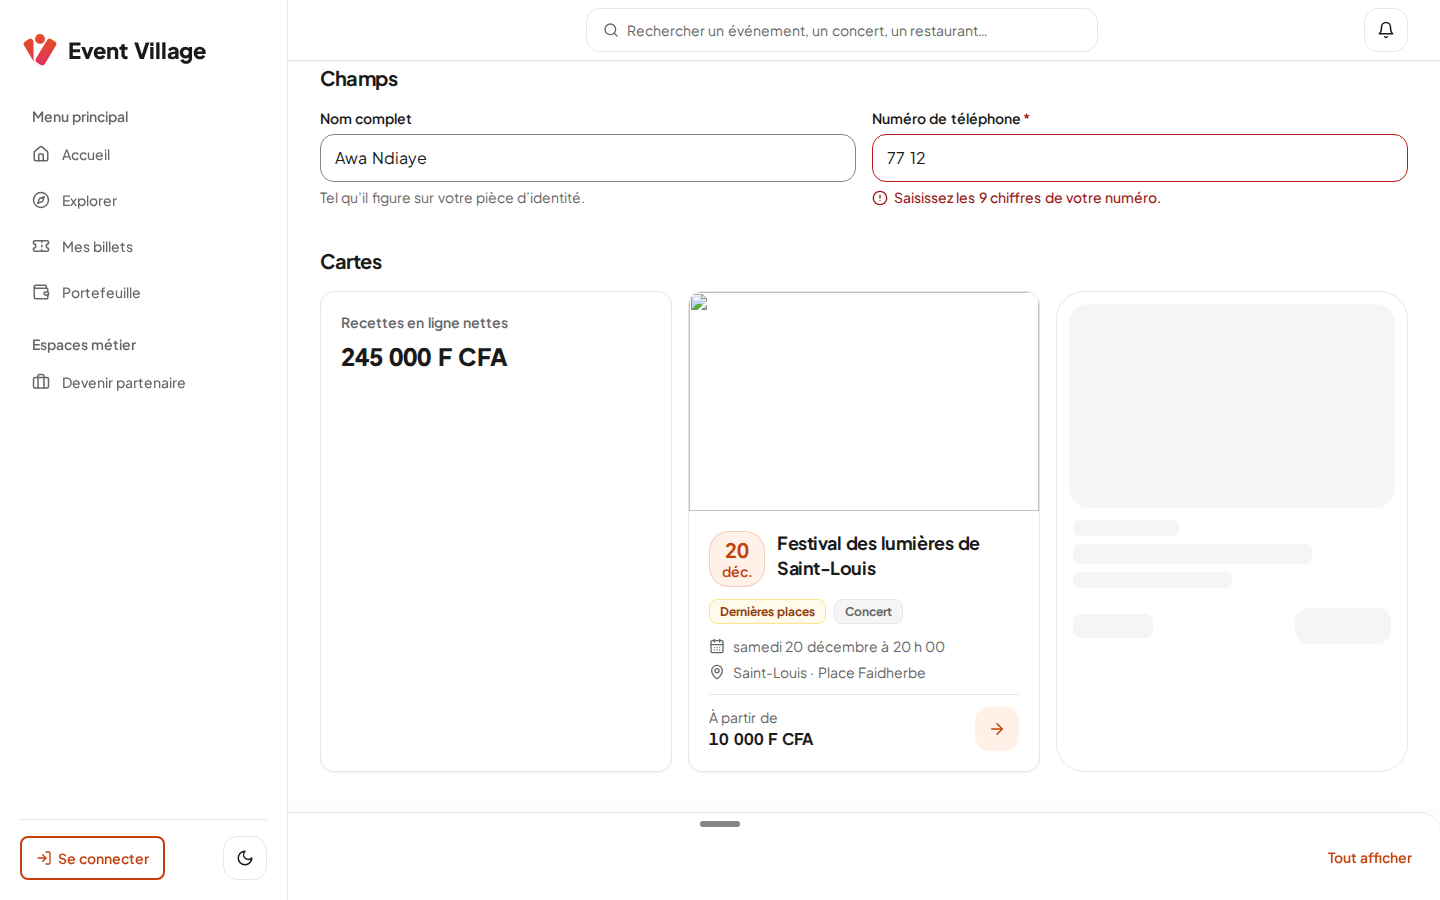 Event Village
Rechercher un événement, un concert, un restaurant...
Menu principal
Accueil
Explorer
Mes billets
Portefeuille
Espaces métier
Devenir partenaire
Se connecter
Champs
Nom complet
Awa Ndiaye
Tel qu'il figure sur votre pièce d'identité.
Numéro de téléphone *
77 12
Saisissez les 9 chiffres de votre numéro.
Cartes
Recettes en ligne nettes
245 000 F CFA
20
déc.
Festival des lumières de
Saint-Louis
Dernières places
Concert
samedi 20 décembre à 20 h 00
Saint-Louis · Place Faidherbe
À partir de
10 000 F CFA
Tout afficher